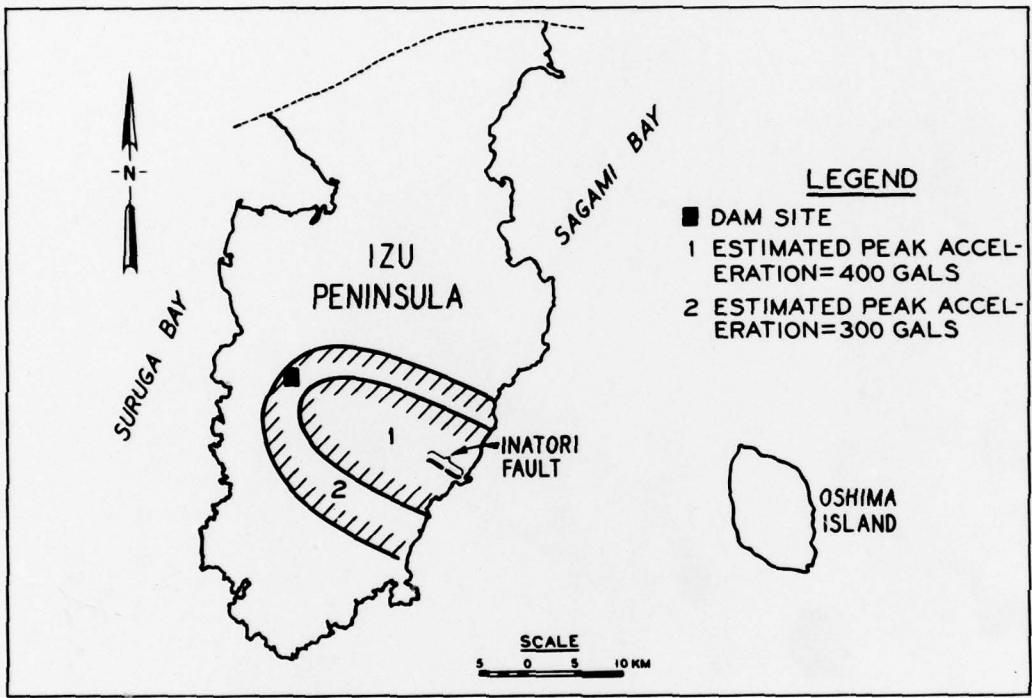 -N-
SURUGA BAY
IZU
PENINSULA
SAGAMI BAY
LEGEND
DAM SITE
1 ESTIMATED PEAK ACCEL-
ERATION=400 GALS
2 ESTIMATED PEAK ACCEL-
ERATION=300 GALS
1
2
INATORI
FAULT
OSHIMA
ISLAND
SCALE
5 0 5 10 KM